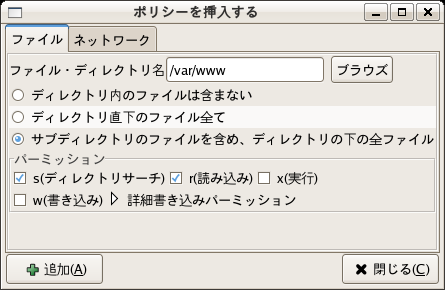 ポリシーを挿入する
ファイル ネットワーク
ファイル・ディレクトリ名 /var/www ブラウズ
ディレクトリ内のファイルは含まない
ディレクトリ直下のファイル全て
サブディレクトリのファイルを含め、ディレクトリの下の全ファイル
パーミッション
s(ディレクトリサーチ) r(読み込み) x(実行)
w(書き込み) 詳細書き込みパーミッション
追加(A) 閉じる(C)